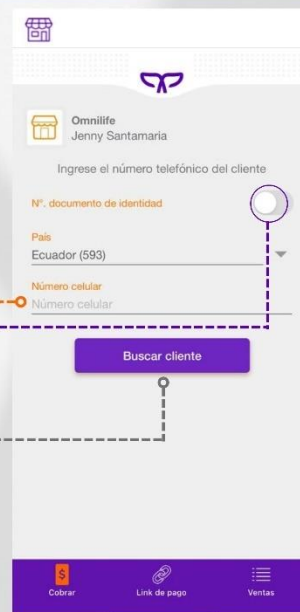 Omnilife
Jenny Santamaria
Ingrese el número telefónico del cliente
Nº. documento de identidad
País
Ecuador (593)
Número celular
Número celular
Buscar cliente
$
Cobrar
Link de pago
Ventas